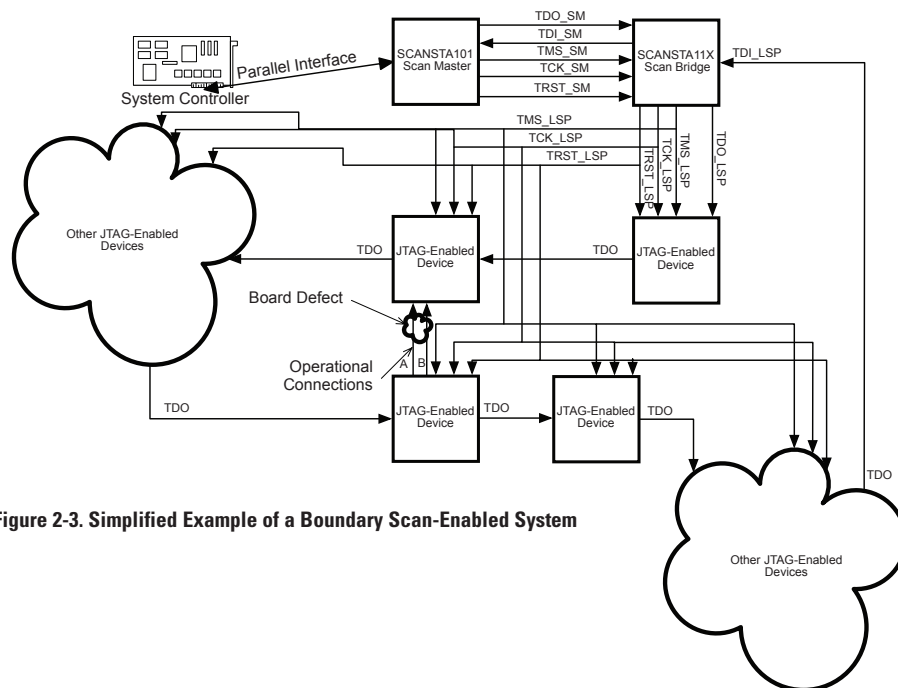 TDO_SM
TDI_SM
TMS_SM
TCK_SM
TRST_SM
SCANSTA101
Scan Master
SCANSTA11X
Scan Bridge
TDI_LSP
Parallel Interface
System Controller
TMS_LSP
TCK_LSP
TRST_LSP
TRST_LSP
TCK_LSP
TMS_LSP
TDO_LSP
Other JTAG-Enabled
Devices
TDO
JTAG-Enabled
Device
TDO
JTAG-Enabled
Device
Board Defect
Operational
Connections
A
B
TDO
JTAG-Enabled
Device
TDO
JTAG-Enabled
Device
TDO
TDO
igure 2-3. Simplified Example of a Boundary Scan-Enabled System
Other JTAG-Enabled
Devices